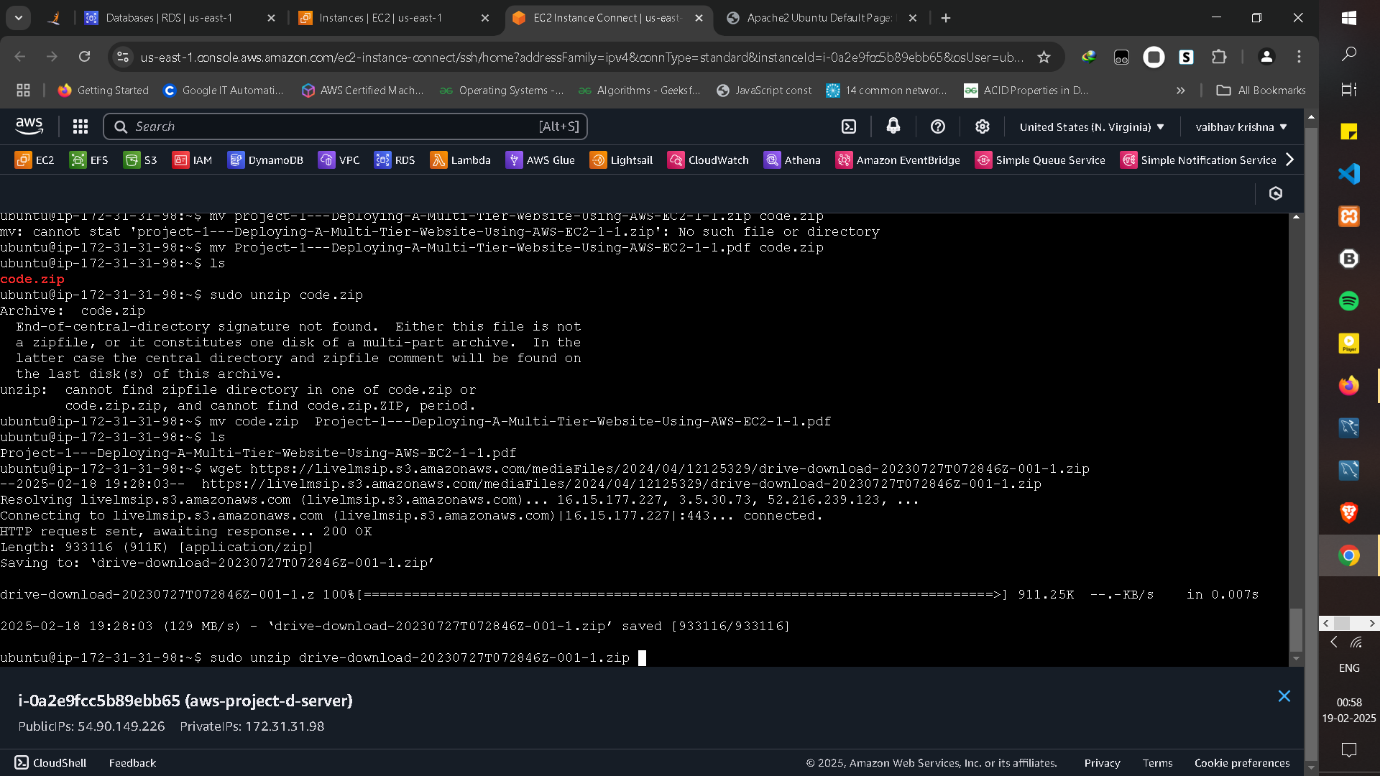 Databases | RDS | us-east-1
Instances | EC2 | us-east-1
EC2 Instance Connect | us-east-
Apache2 Ubuntu Default Page:
us-east-1.console.aws.amazon.com/ec2-instance-connect/ssh/home?addressFamily=ipv4&connType=standard&instanceId=i-0a2e9fcc5b89ebb65&osUser=ub...
Getting Started
Google IT Automati...
AWS Certified Mach...
Operating Systems -...
Algorithms - Geeksf...
JavaScript const
14 common networ...
ACID Properties in D...
All Bookmarks
aws
Search
[Alt+S]
United States (N. Virginia)
vaibhav krishna
EC2
EFS
S3
IAM
DynamoDB
VPC
RDS
Lambda
AWS Glue
Lightsail
CloudWatch
Athena
Amazon EventBridge
Simple Queue Service
Simple Notification Service
ubuntu@ip-172-31-31-98:~$ mv project-1---Deploying-A-Multi-Tier-Website-Using-AWS-EC2-1-1.zip code.zip
mv: cannot stat 'project-1---Deploying-A-Multi-Tier-Website-Using-AWS-EC2-1-1.zip': No such file or directory
ubuntu@ip-172-31-31-98:~$ mv Project-1---Deploying-A-Multi-Tier-Website-Using-AWS-EC2-1-1.pdf code.zip
ubuntu@ip-172-31-31-98:~$ ls
code.zip
ubuntu@ip-172-31-31-98:~$ sudo unzip code.zip
Archive:  code.zip
  End-of-central-directory signature not found.  Either this file is not
  a zipfile, or it constitutes one disk of a multi-part archive.  In the
  latter case the central directory and zipfile comment will be found on
  the last disk(s) of this archive.
unzip:  cannot find zipfile directory in one of code.zip or
        code.zip.zip, and cannot find code.zip.ZIP, period.
ubuntu@ip-172-31-31-98:~$ mv code.zip  Project-1---Deploying-A-Multi-Tier-Website-Using-AWS-EC2-1-1.pdf
ubuntu@ip-172-31-31-98:~$ ls
Project-1---Deploying-A-Multi-Tier-Website-Using-AWS-EC2-1-1.pdf
ubuntu@ip-172-31-31-98:~$ wget https://livelmsip.s3.amazonaws.com/mediaFiles/2024/04/12125329/drive-download-20230727T072846Z-001-1.zip
--2025-02-18 19:28:03--  https://livelmsip.s3.amazonaws.com/mediaFiles/2024/04/12125329/drive-download-20230727T072846Z-001-1.zip
Resolving livelmsip.s3.amazonaws.com (livelmsip.s3.amazonaws.com)... 16.15.177.227, 3.5.30.73, 52.216.239.123, ...
Connecting to livelmsip.s3.amazonaws.com (livelmsip.s3.amazonaws.com)|16.15.177.227|:443... connected.
HTTP request sent, awaiting response... 200 OK
Length: 933116 (911K) [application/zip]
Saving to: ‘drive-download-20230727T072846Z-001-1.zip’
drive-download-20230727T072846Z-001-1.z 100%[==============================================================================>] 911.25K  --.-KB/s    in 0.007s
2025-02-18 19:28:03 (129 MB/s) - ‘drive-download-20230727T072846Z-001-1.zip’ saved [933116/933116]
ubuntu@ip-172-31-31-98:~$ sudo unzip drive-download-20230727T072846Z-001-1.zip
i-0a2e9fcc5b89ebb65 (aws-project-d-server)
PublicIPs: 54.90.149.226    PrivateIPs: 172.31.31.98
CloudShell
Feedback
© 2025, Amazon Web Services, Inc. or its affiliates.
Privacy
Terms
Cookie preferences
ENG
00:58
19-02-2025